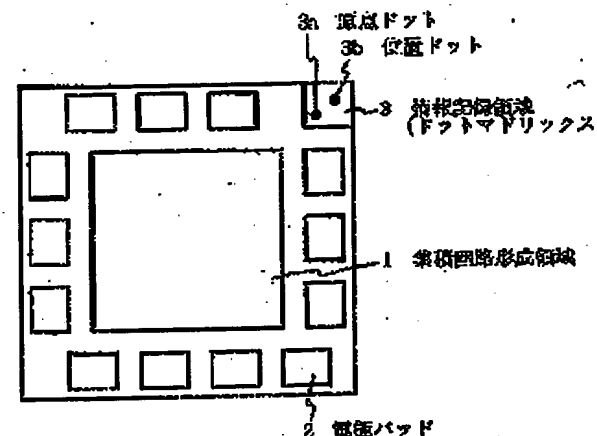 3a 原点ドット
3b 位置ドット
3 情報記録領域
(ドットマトリックス
1 集積回路形成領域
2 電極パッド